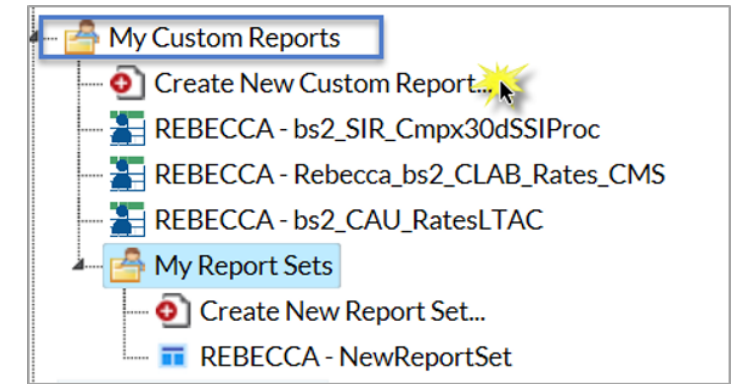 My Custom Reports
Create New Custom Report...
REBECCA - bs2_SIR_Cmpx30dSSIProc
REBECCA - Rebecca_bs2_CLAB_Rates_CMS
REBECCA - bs2_CAU_RatesLTAC
My Report Sets
Create New Report Set...
REBECCA - NewReportSet